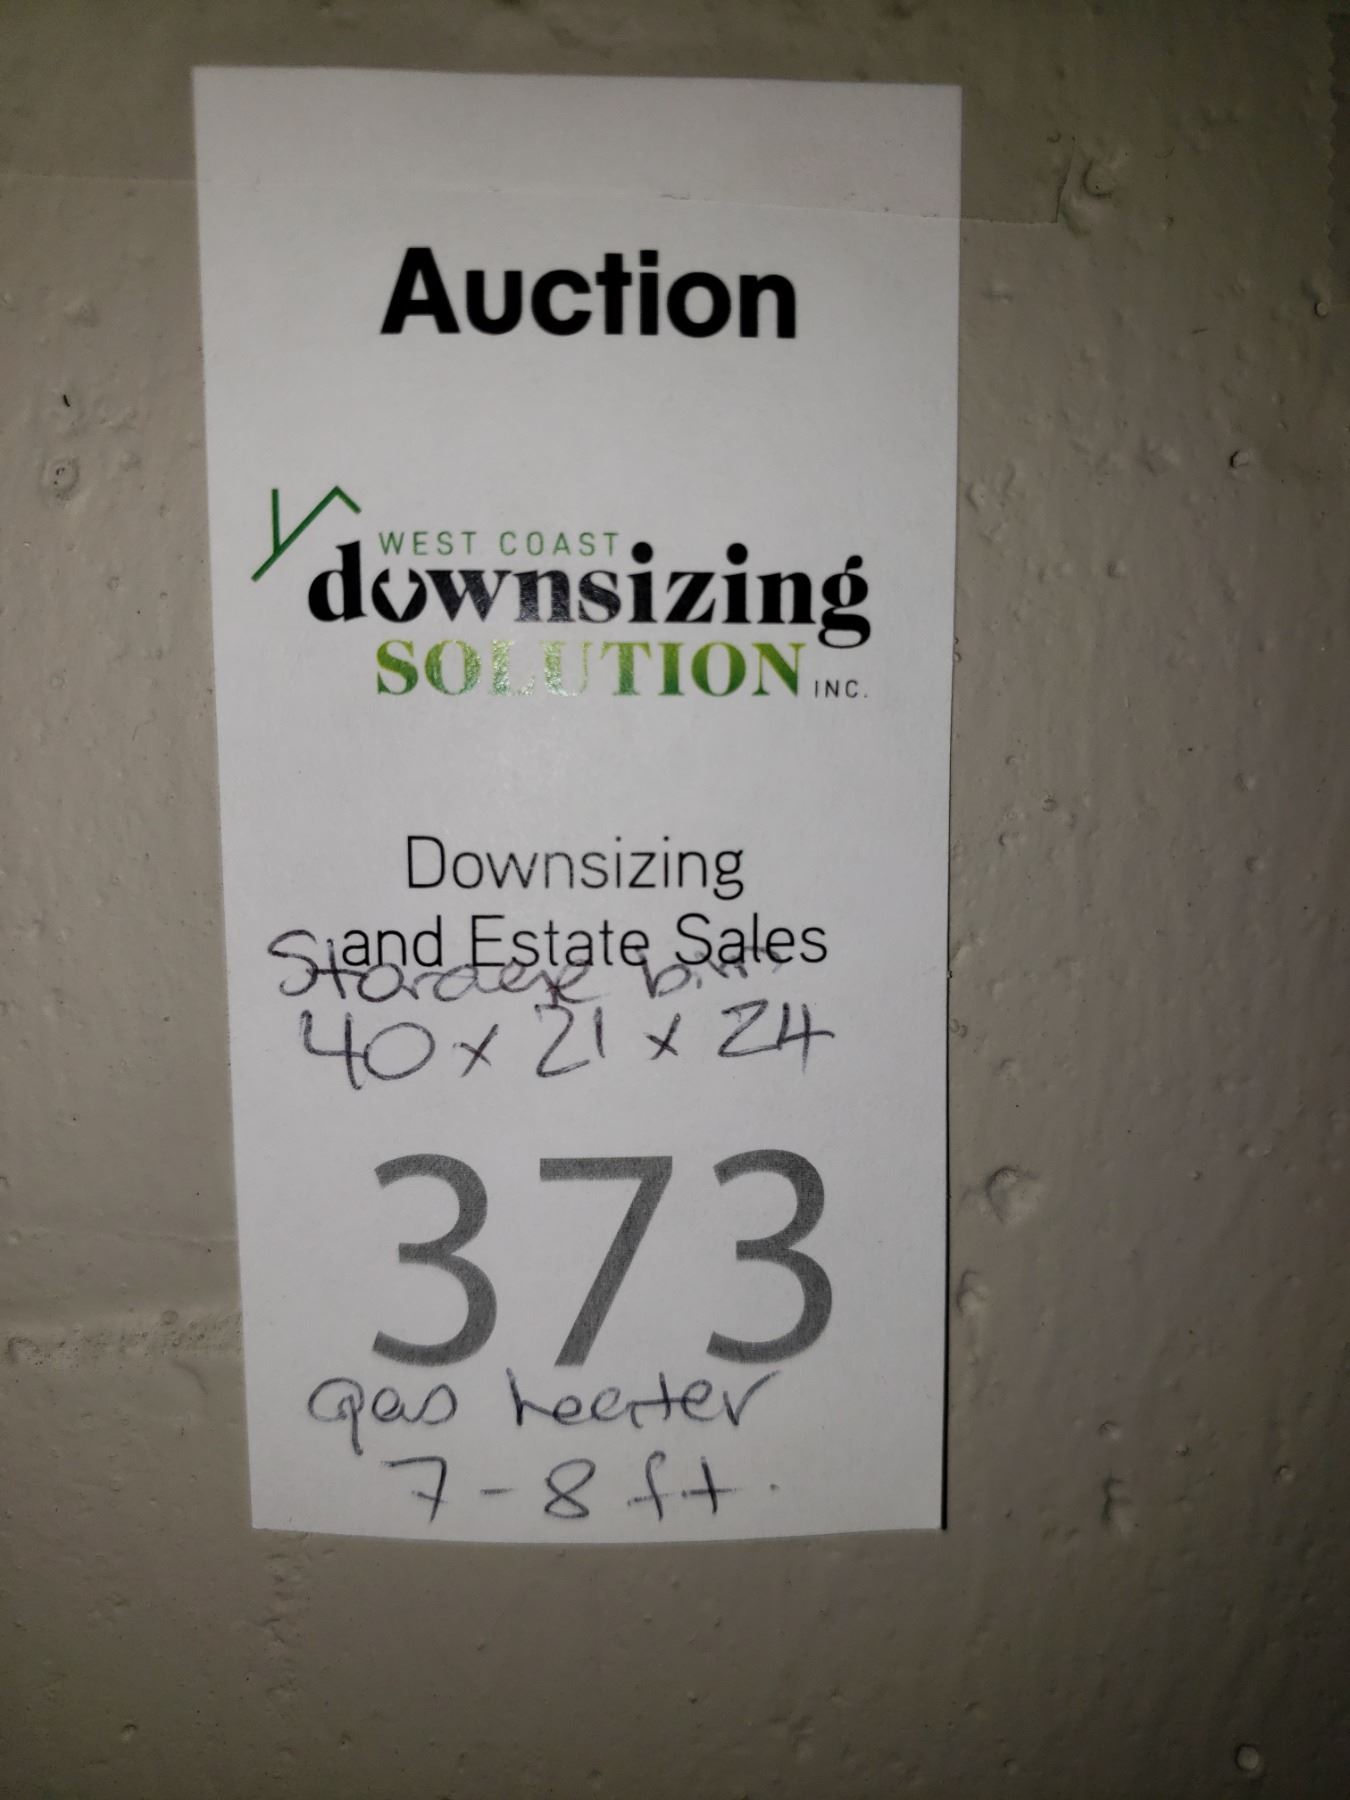 Auction
WEST COAST
downsizing
SOLUTION INC.
Downsizing
and Estate Sales
Storage bin
40 x 21 x 24
373
gas heater
7-8 ft.